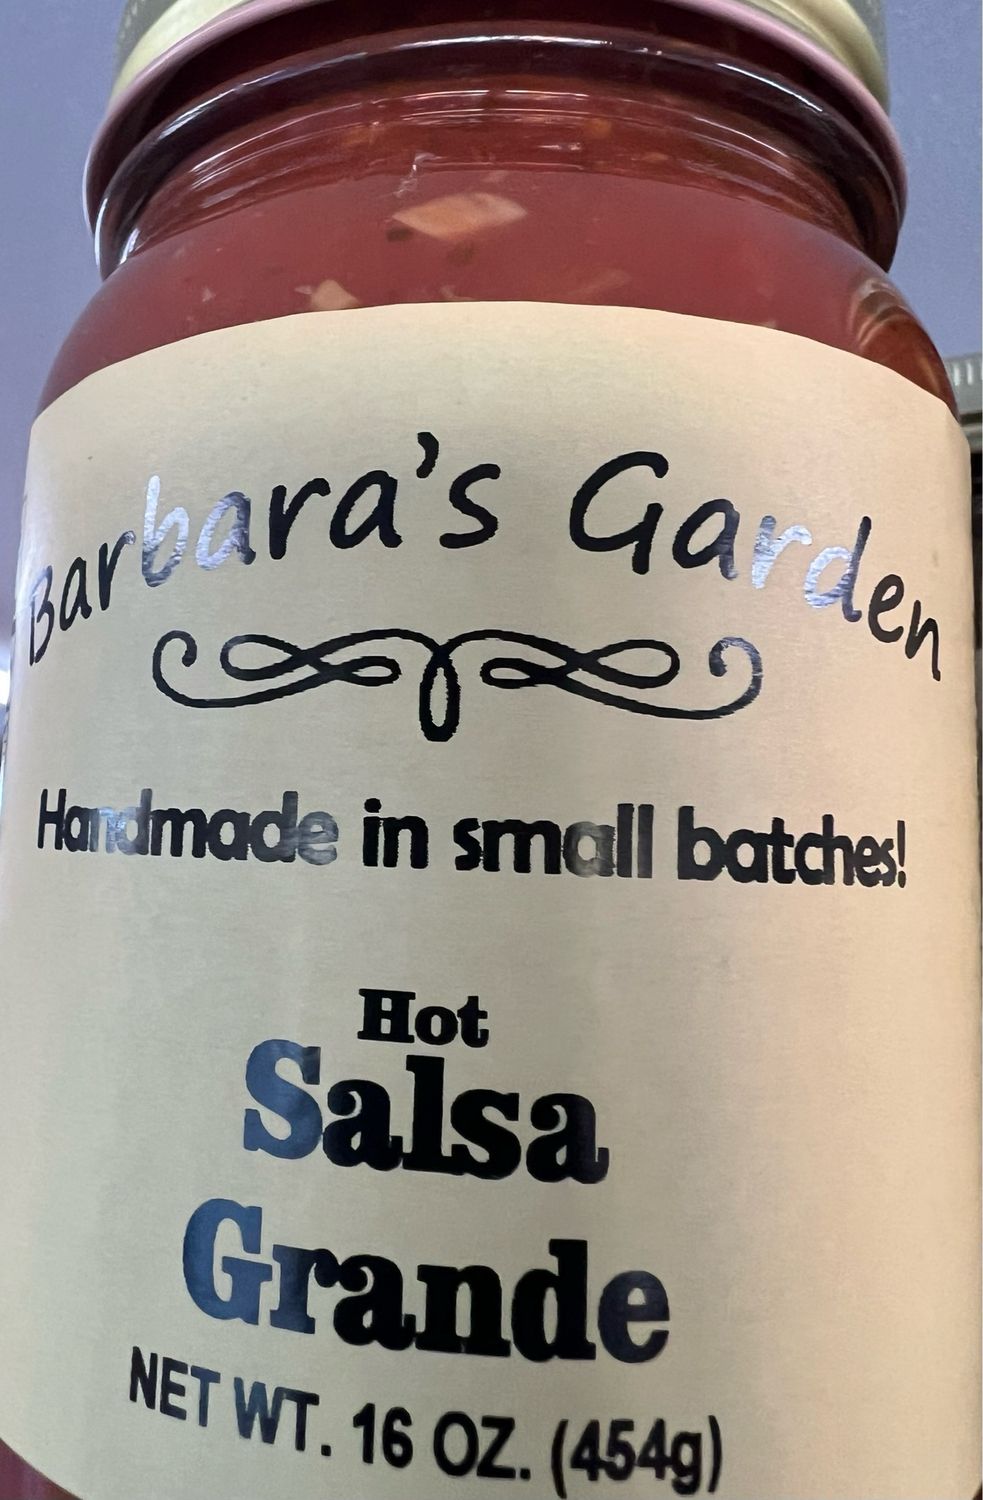 Barbara's Garden
Handmade in small batches!
Hot
Salsa
Grande
NET WT. 16 OZ. (454g)